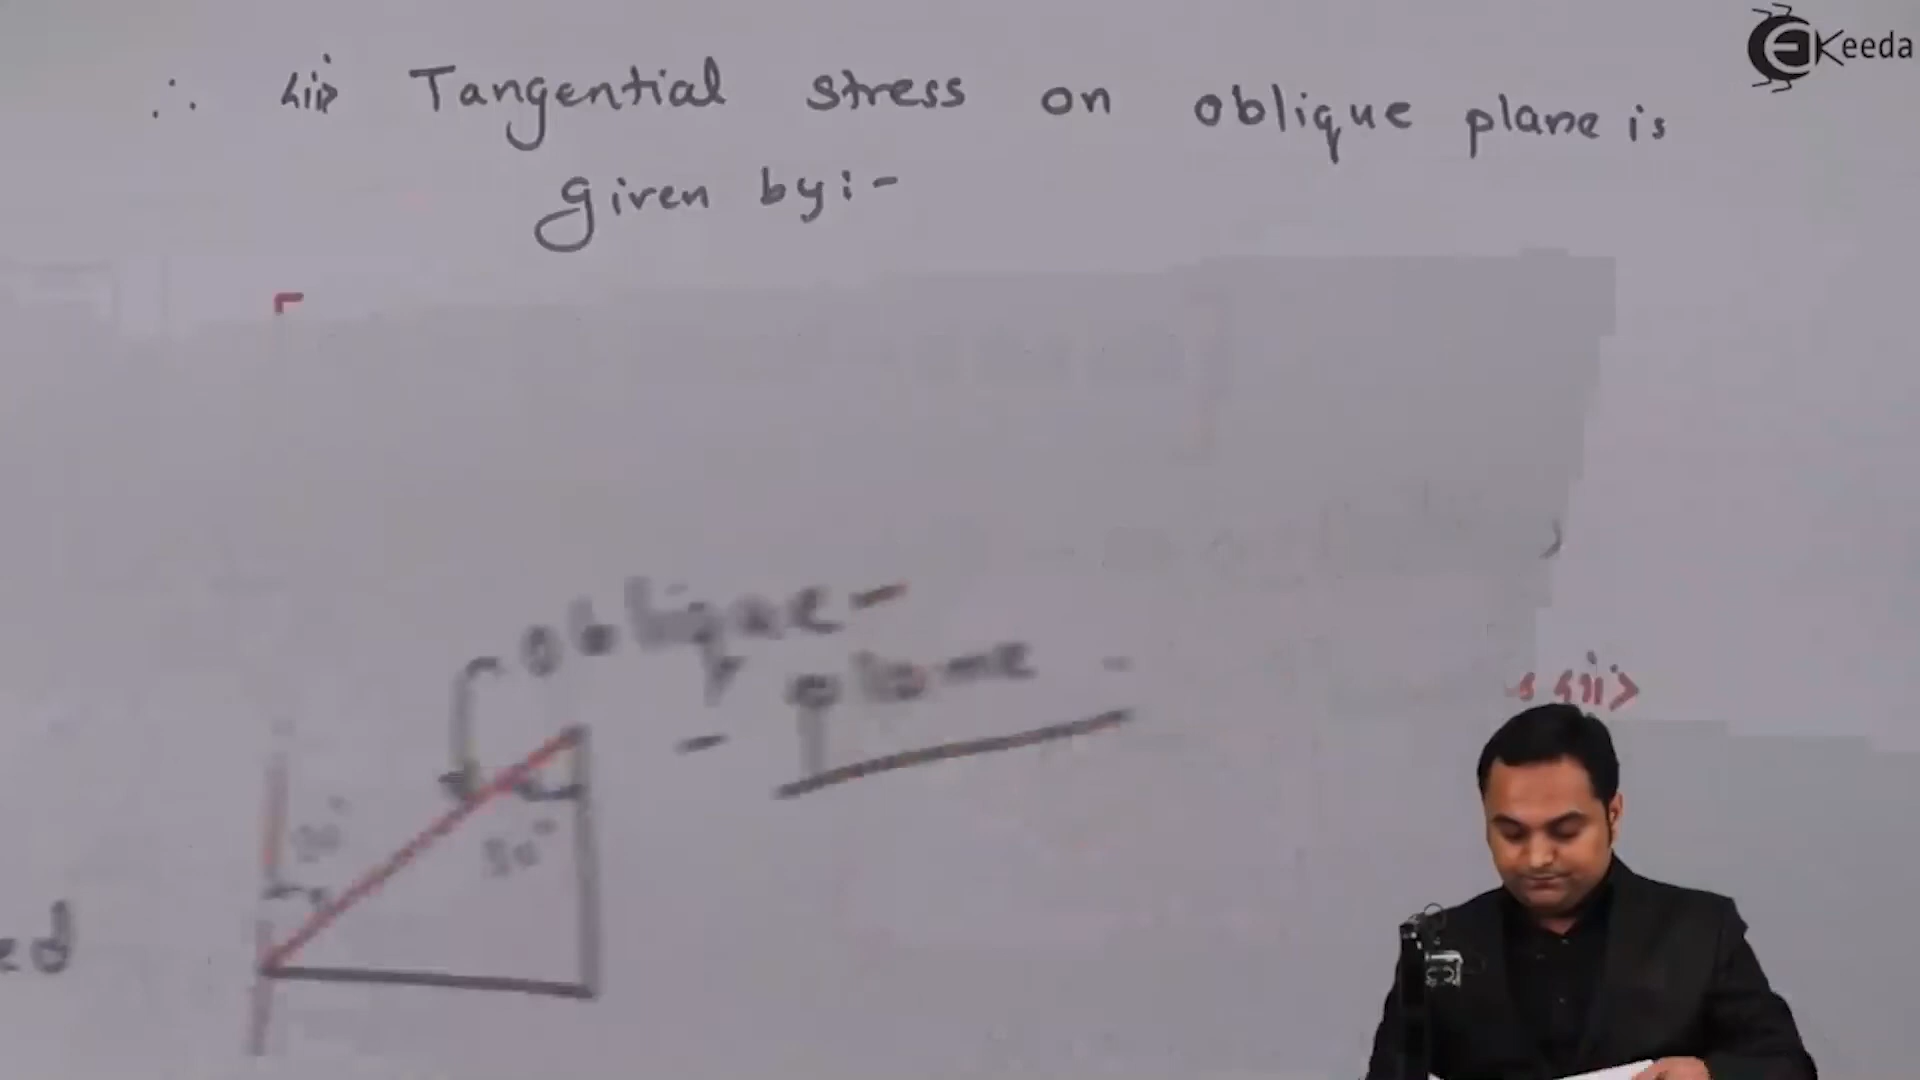 ∴ <ii> Tangential stress on oblique plane is
given by:-
oblique-
- plane
30°
ed
<ii>
Ekeeda